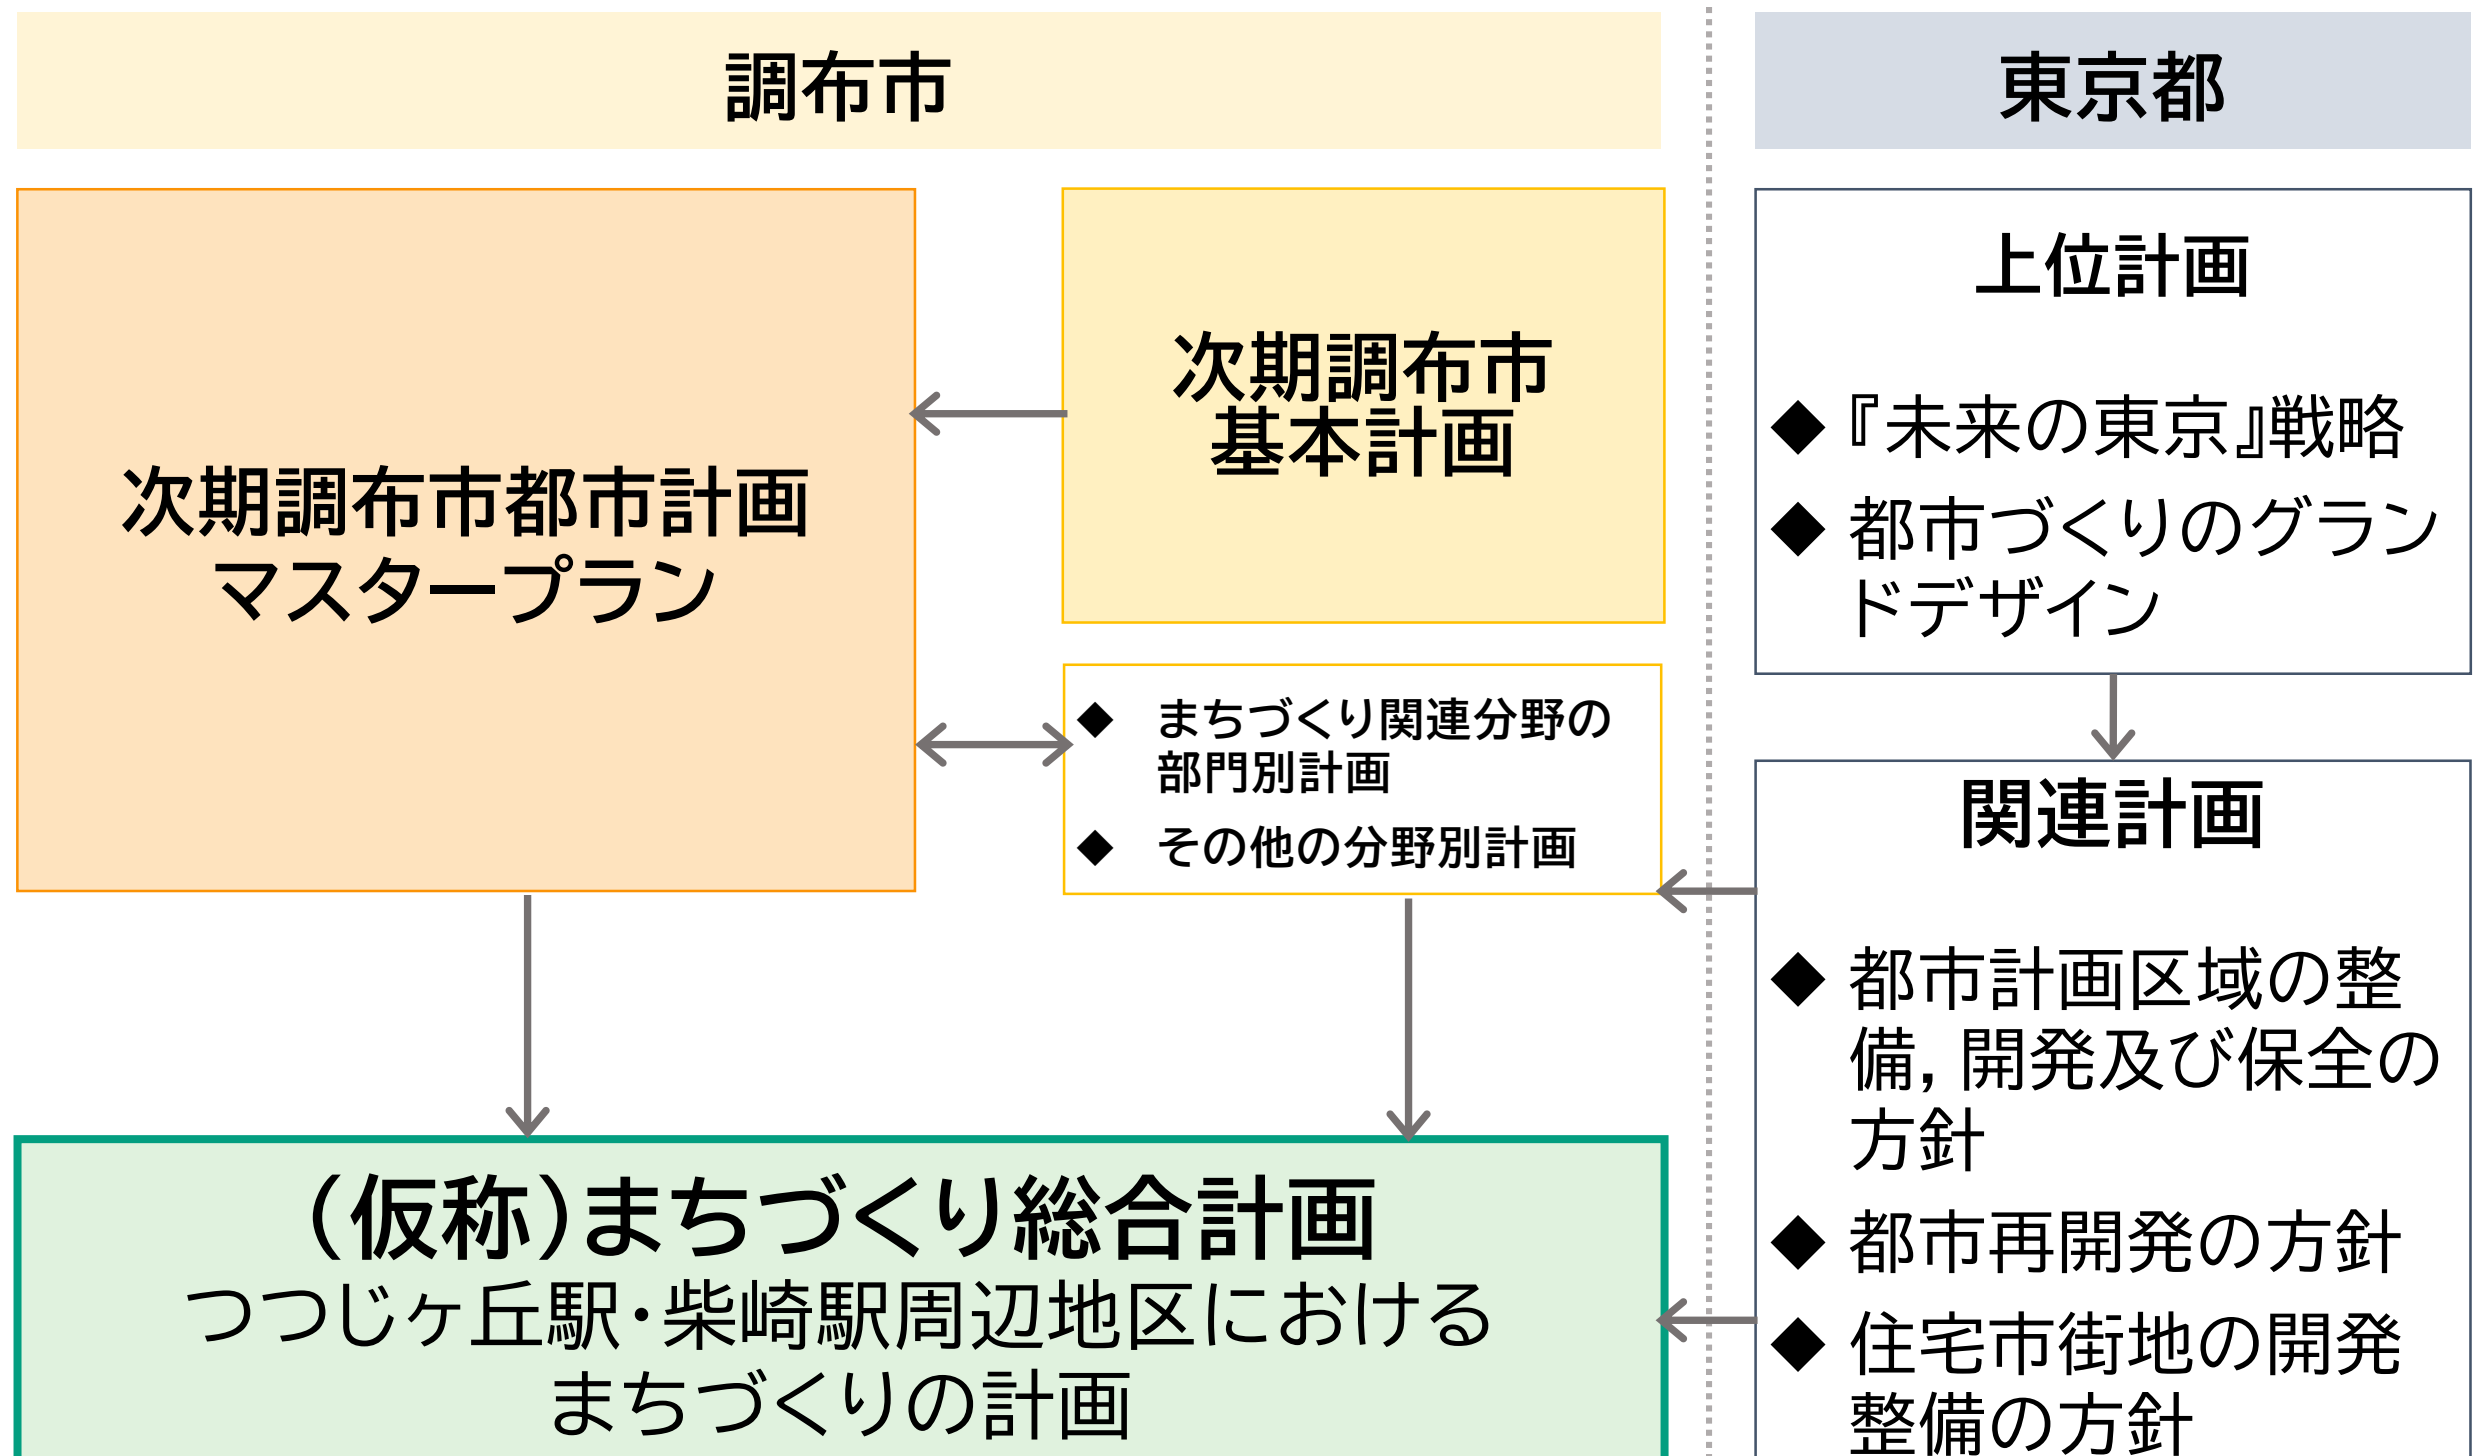 調布市
次期調布市都市計画
マスタープラン
次期調布市
基本計画
◆ まちづくり関連分野の
部門別計画
◆ その他の分野別計画
(仮称)まちづくり総合計画
つつじヶ丘駅・柴崎駅周辺地区における
まちづくりの計画
東京都
上位計画
◆『未来の東京』戦略
◆ 都市づくりのグラン
ドデザイン
関連計画
◆ 都市計画区域の整
備，開発及び保全の
方針
◆ 都市再開発の方針
◆ 住宅市街地の開発
整備の方針